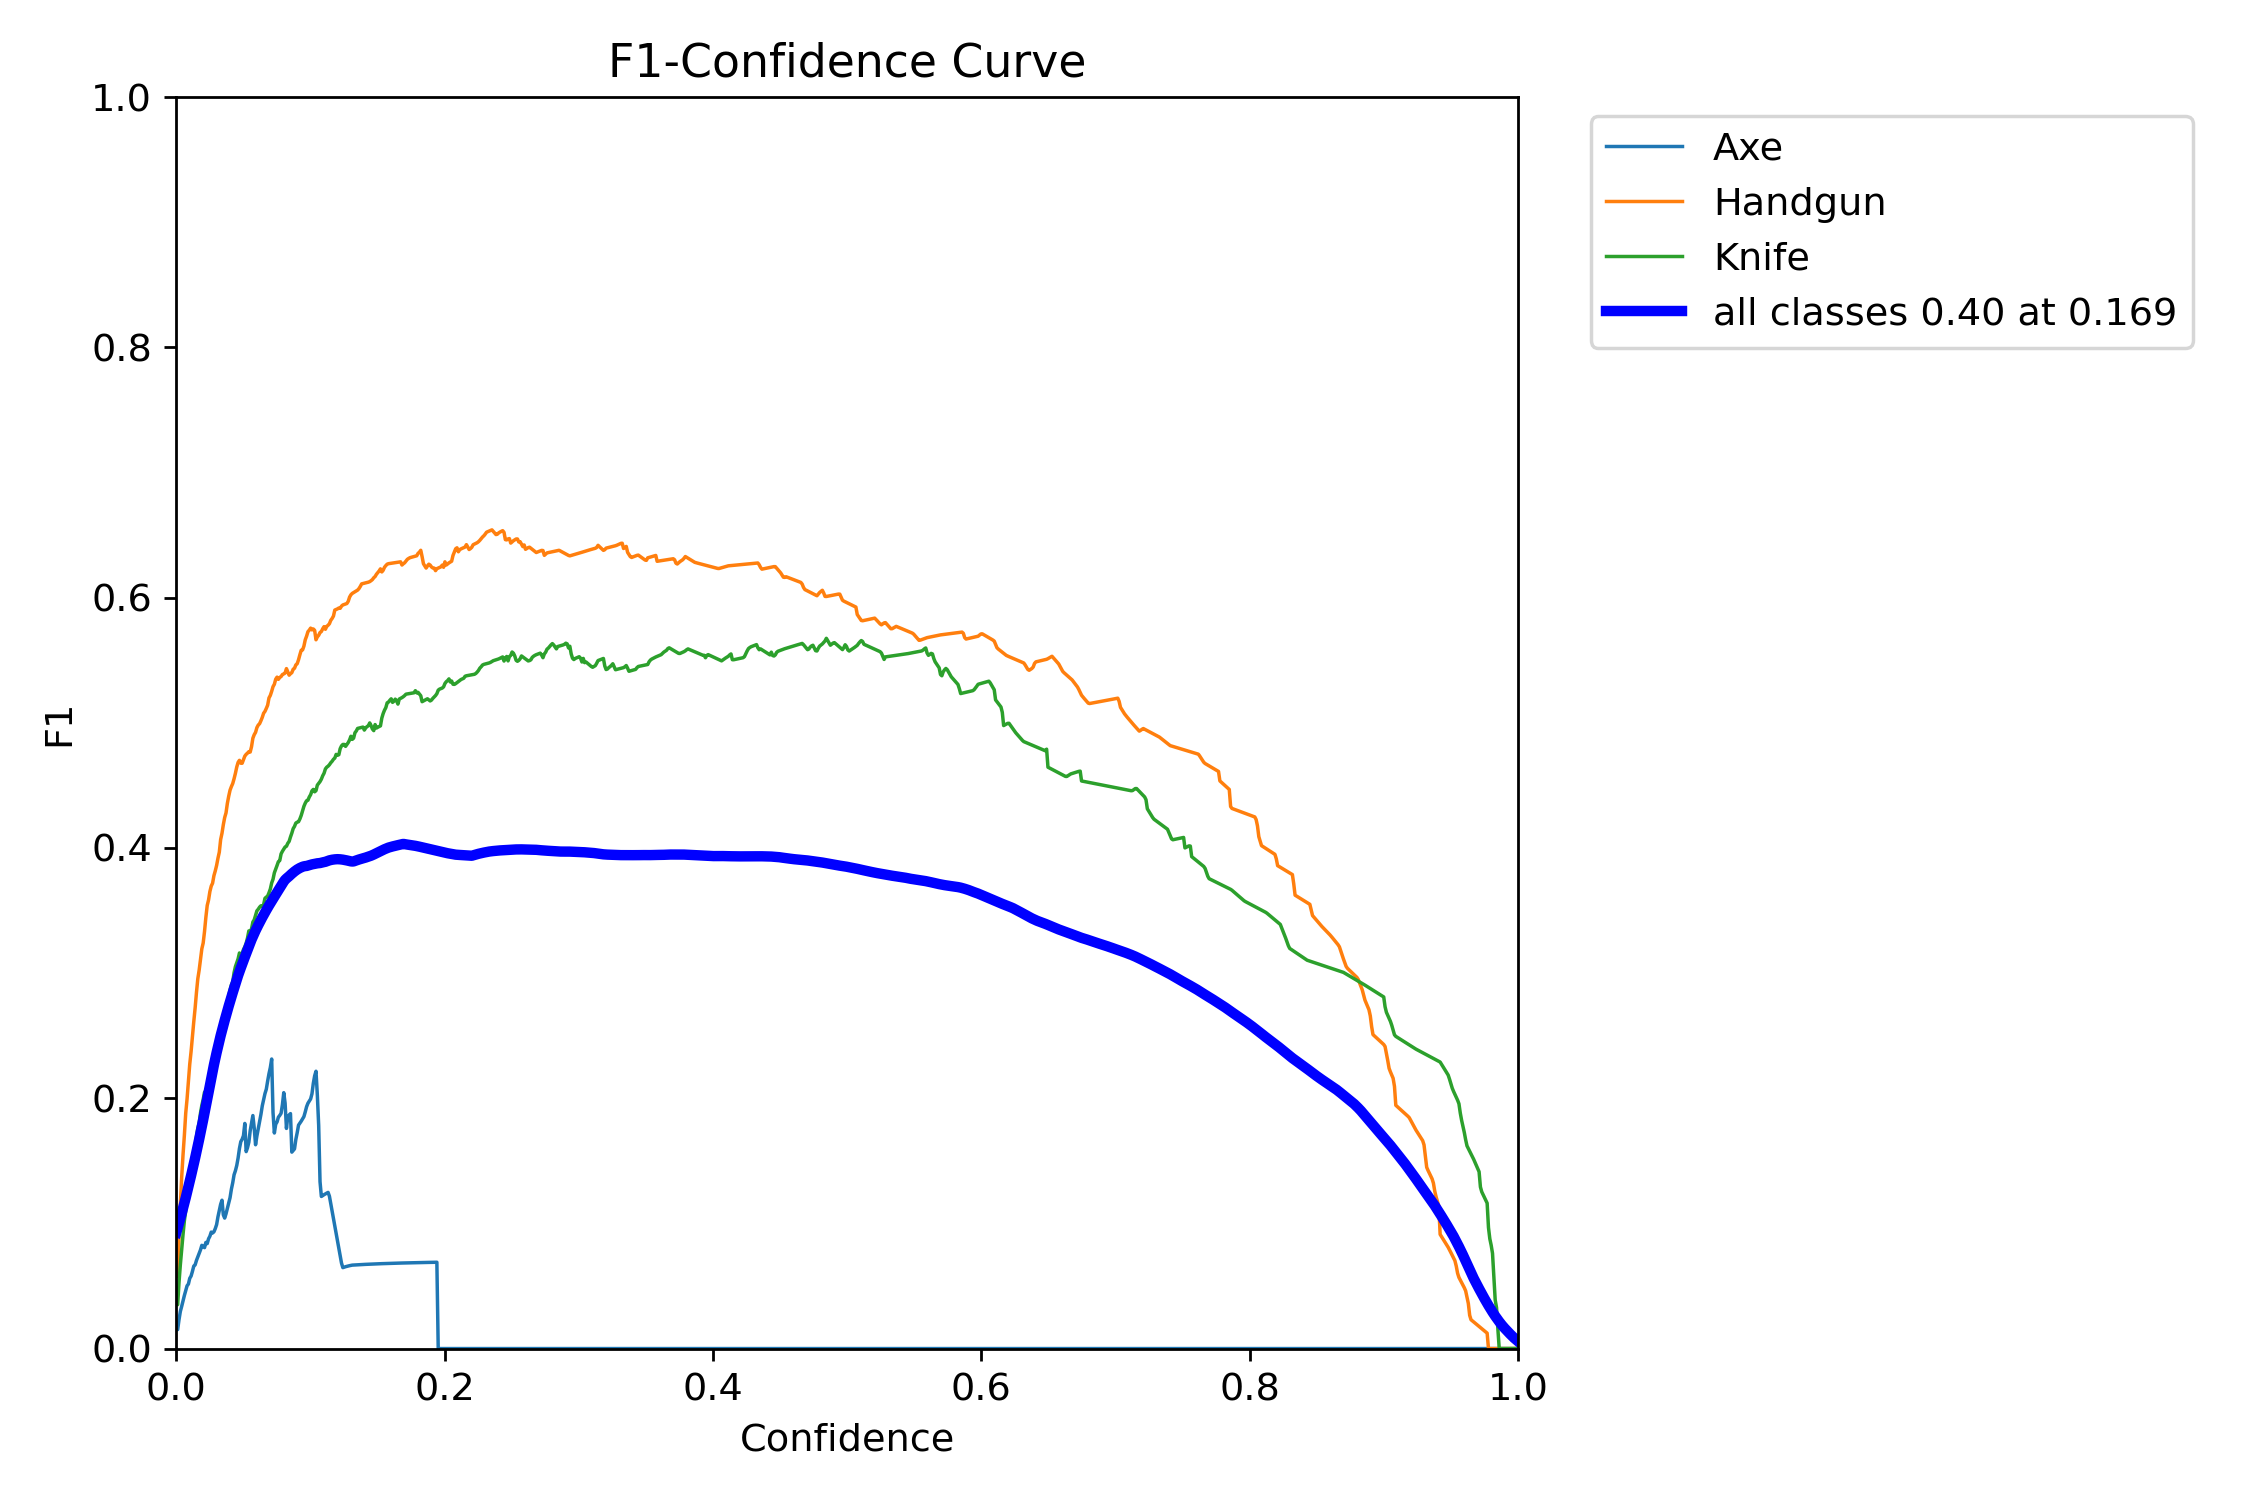 F1-Confidence Curve
1.0
0.8
0.6
0.4
0.2
0.0
F1
0.0 0.2 0.4 0.6 0.8 1.0
Confidence
Axe
Handgun
Knife
all classes 0.40 at 0.169